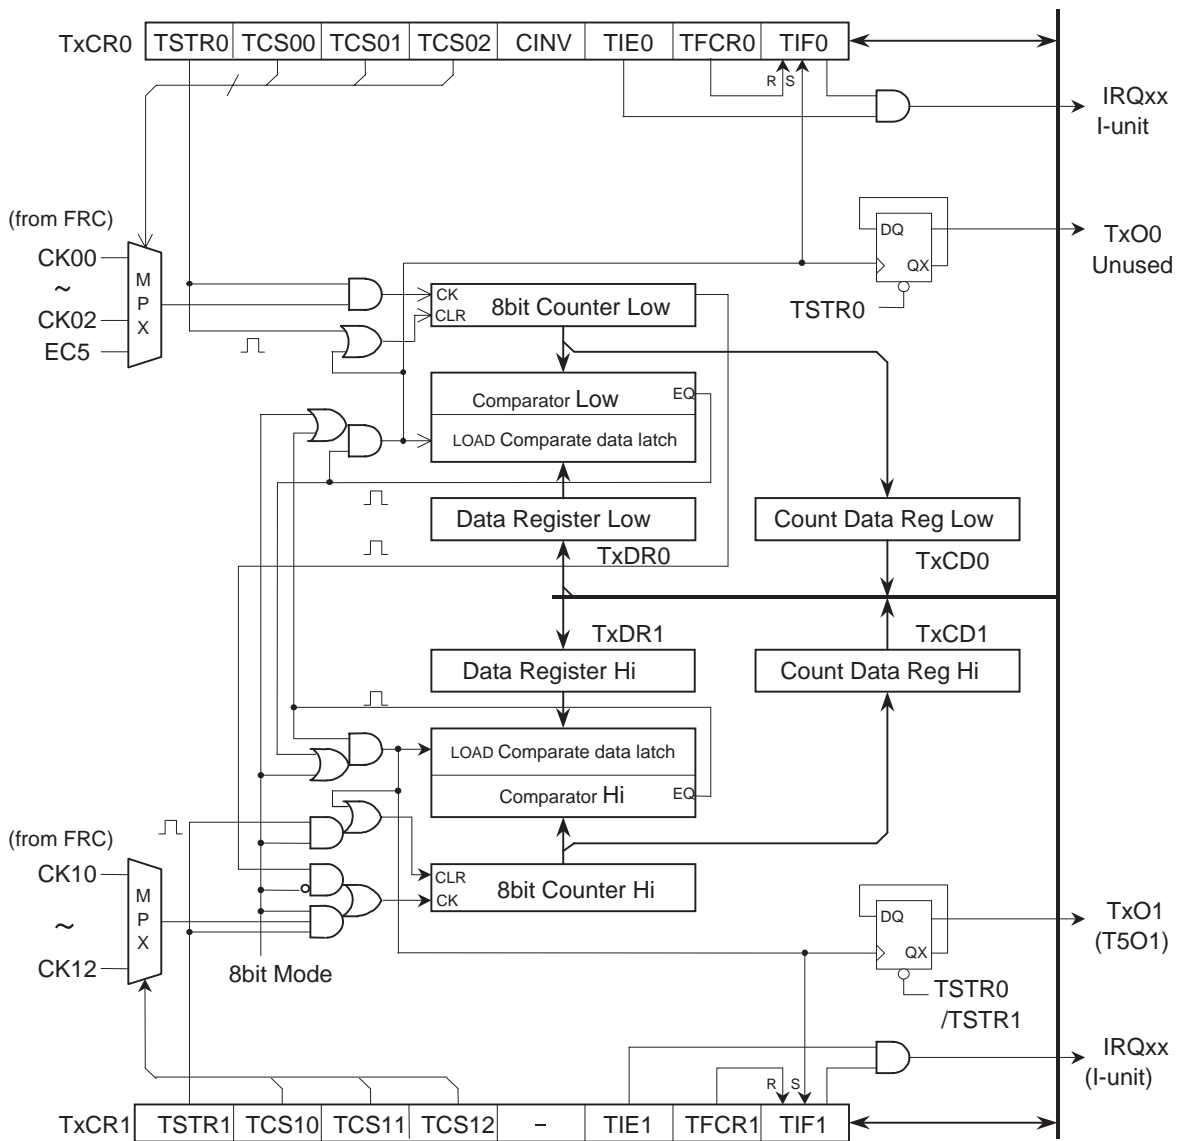 TxCR0 TSTR0 TCS00 TCS01 TCS02 CINV TIE0 TFCR0 TIF0
R S
IRQxx
I-unit
(from FRC)
CK00
~
CK02
EC5
MPX
DQ
QX
TxO0
Unused
TSTR0
CK
CLR
8bit Counter Low
Comparator Low
EQ
LOAD Comparate data latch
Data Register Low
Count Data Reg Low
TxDR0
TxCD0
TxDR1
TxCD1
Data Register Hi
Count Data Reg Hi
LOAD Comparate data latch
Comparator Hi
EQ
(from FRC)
CK10
~
CK12
MPX
CLR
CK
8bit Counter Hi
8bit Mode
DQ
QX
TxO1
(T5O1)
TSTR0
/TSTR1
IRQxx
(I-unit)
R S
TxCR1 TSTR1 TCS10 TCS11 TCS12 – TIE1 TFCR1 TIF1